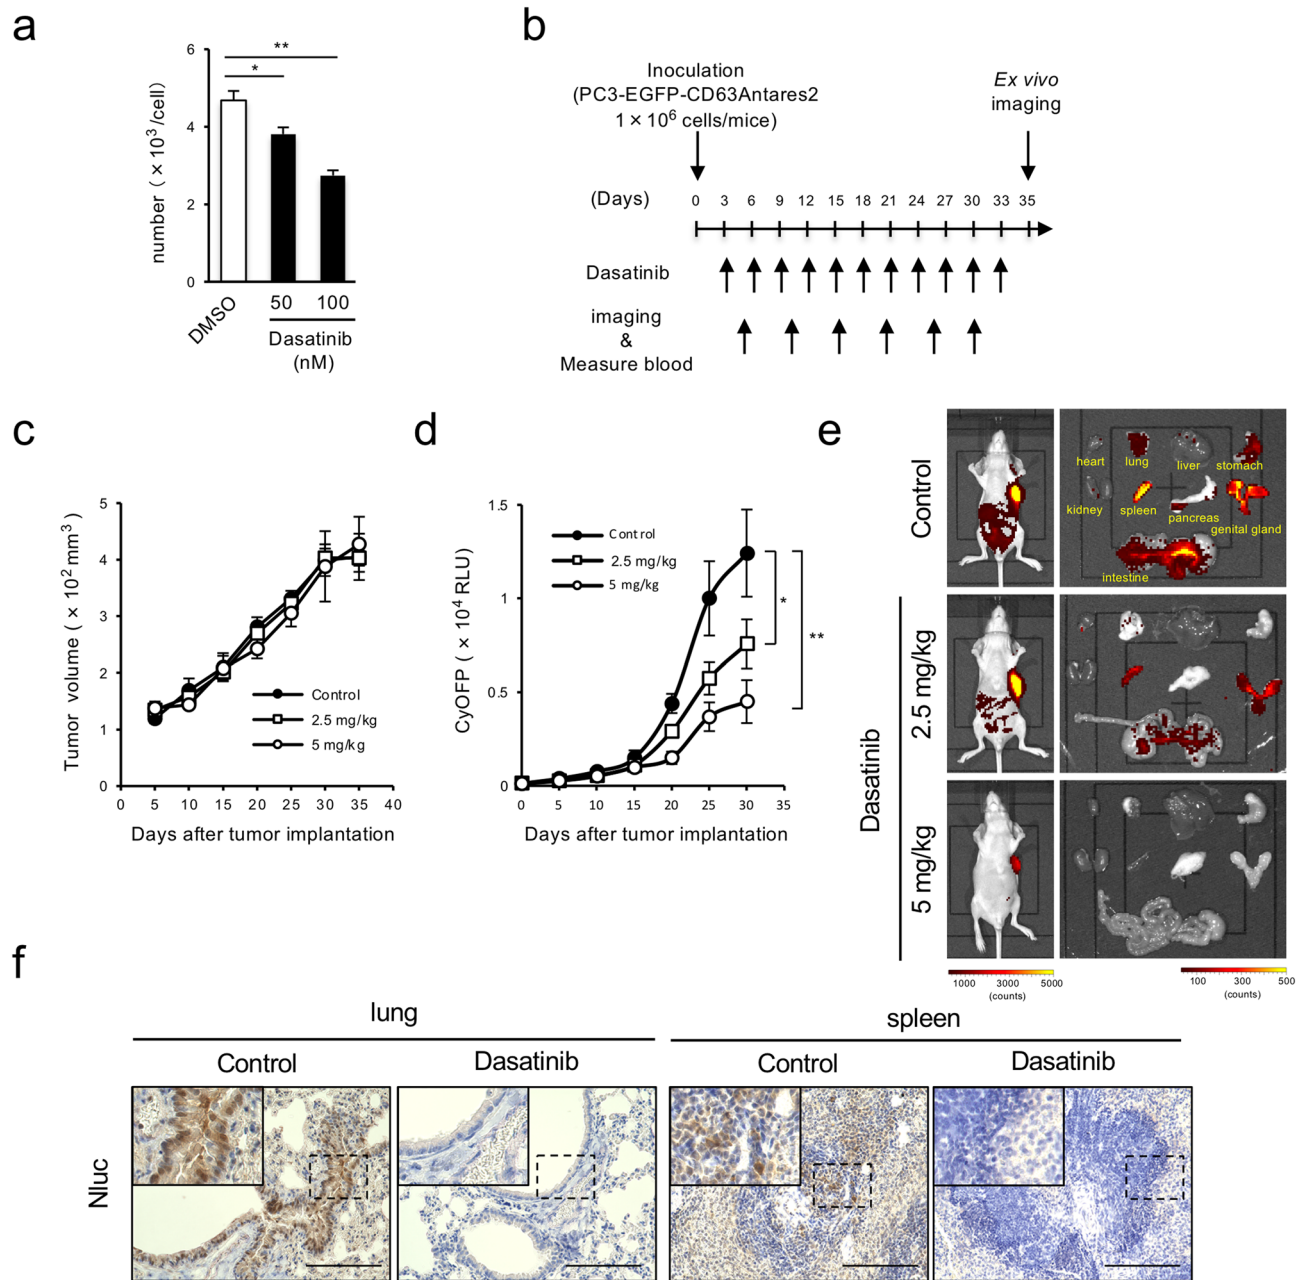 a
6
4
2
0
number ( × 10³ /cell)
**
*
DMSO
50
100
Dasatinib
(nM)
b
Inoculation
(PC3-EGFP-CD63Antares2
1 × 10⁶ cells/mice)
Ex vivo
imaging
(Days)
0 3 6 9 12 15 18 21 24 27 30 33 35
Dasatinib
imaging
&
Measure blood
c
Tumor volume ( × 10² mm³)
5
4
3
2
1
0
Control
2.5 mg/kg
5 mg/kg
0 5 10 15 20 25 30 35 40
Days after tumor implantation
d
CyOFP ( × 10⁴ RLU)
1.5
1
0.5
0
Control
2.5 mg/kg
5 mg/kg
*
**
0 5 10 15 20 25 30 35
Days after tumor implantation
e
Control
heart
lung
liver
stomach
kidney
spleen
pancreas
genital gland
intestine
Dasatinib
2.5 mg/kg
5 mg/kg
1000 3000 5000
(counts)
100 300 500
(counts)
f
lung
spleen
Control
Dasatinib
Control
Dasatinib
Nluc